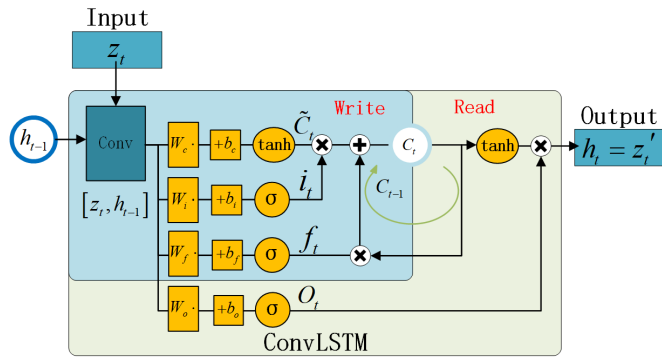 Input
z_t
h_{t-1}
Conv
[z_t, h_{t-1}]
Write
Read
W_c · +b_c tanh C̃_t
× + C_t tanh ×
Output
h_t = z_t'
W_i · +b_i σ i_t
C_{t-1}
W_f · +b_f σ f_t
×
W_o · +b_o σ O_t
ConvLSTM